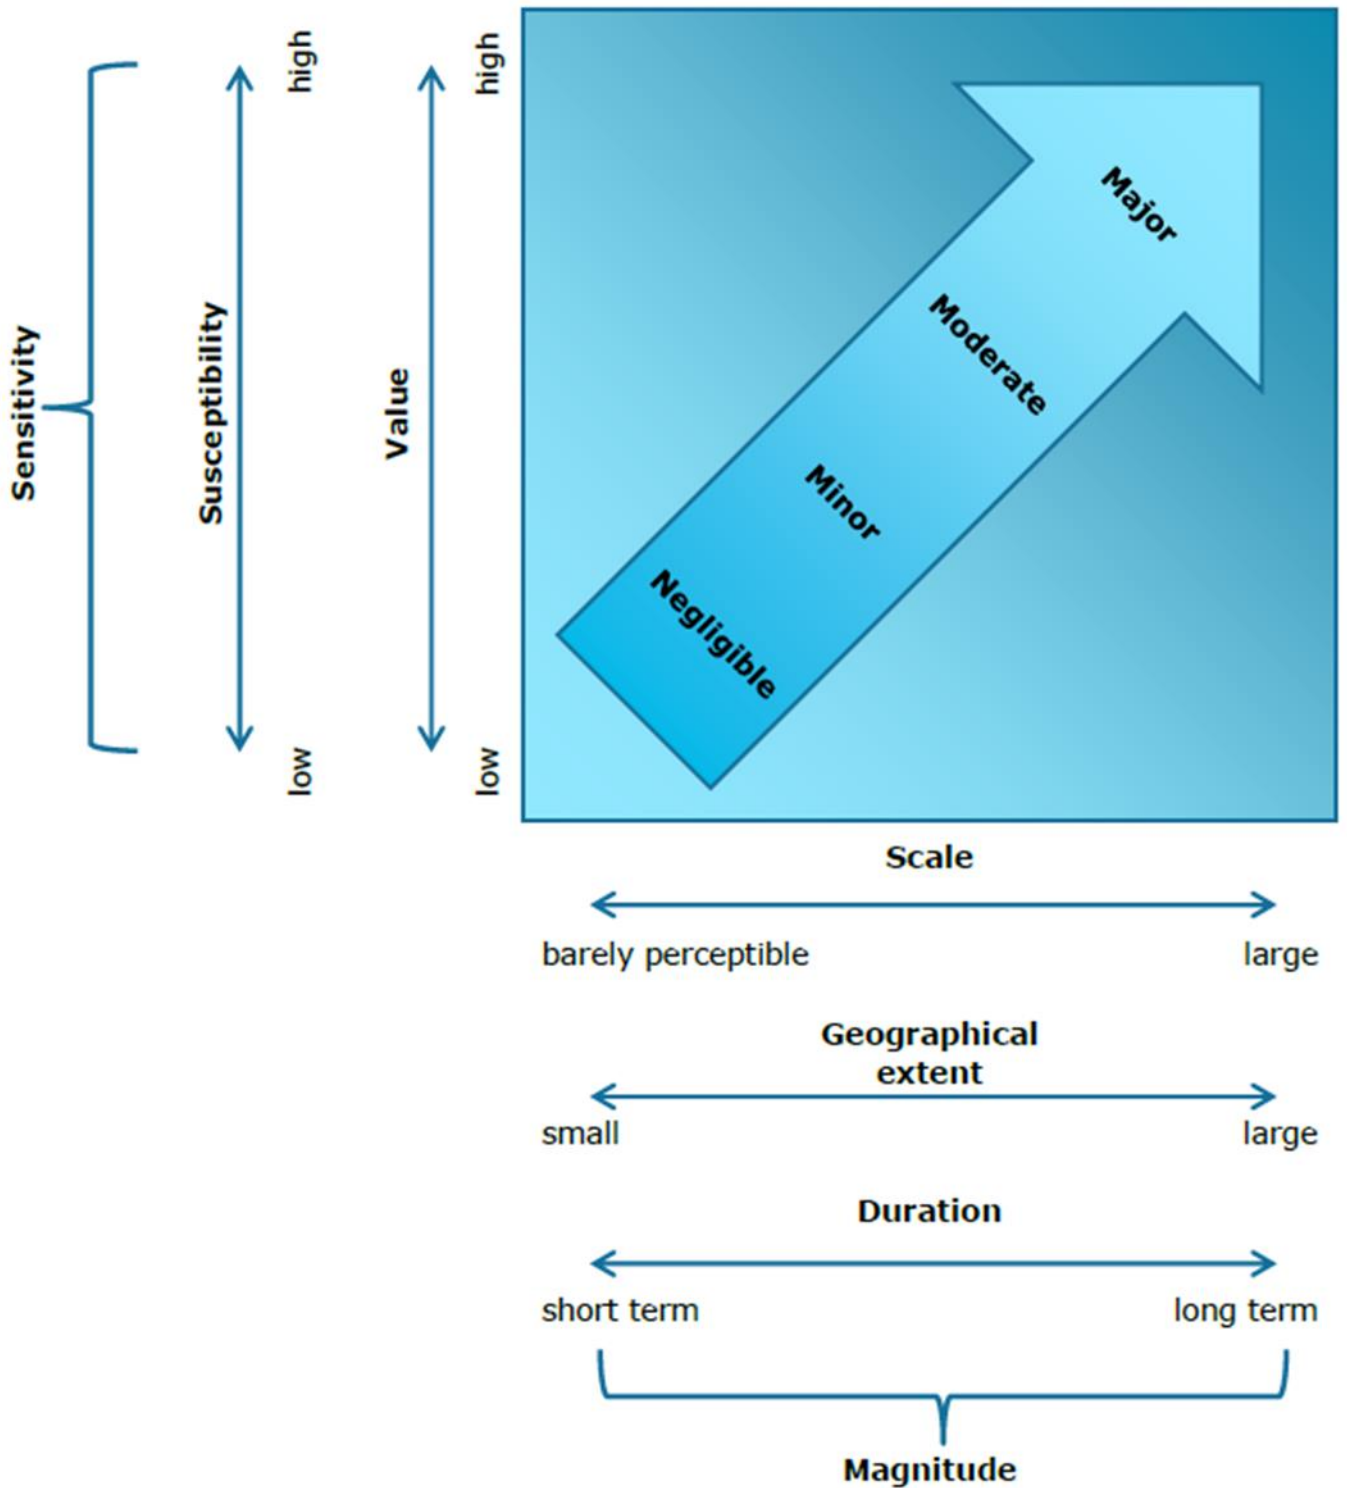 Sensitivity
Susceptibility
high
low
Value
high
low
Major
Moderate
Minor
Negligible
Scale
barely perceptible large
Geographical
extent
small large
Duration
short term long term
Magnitude